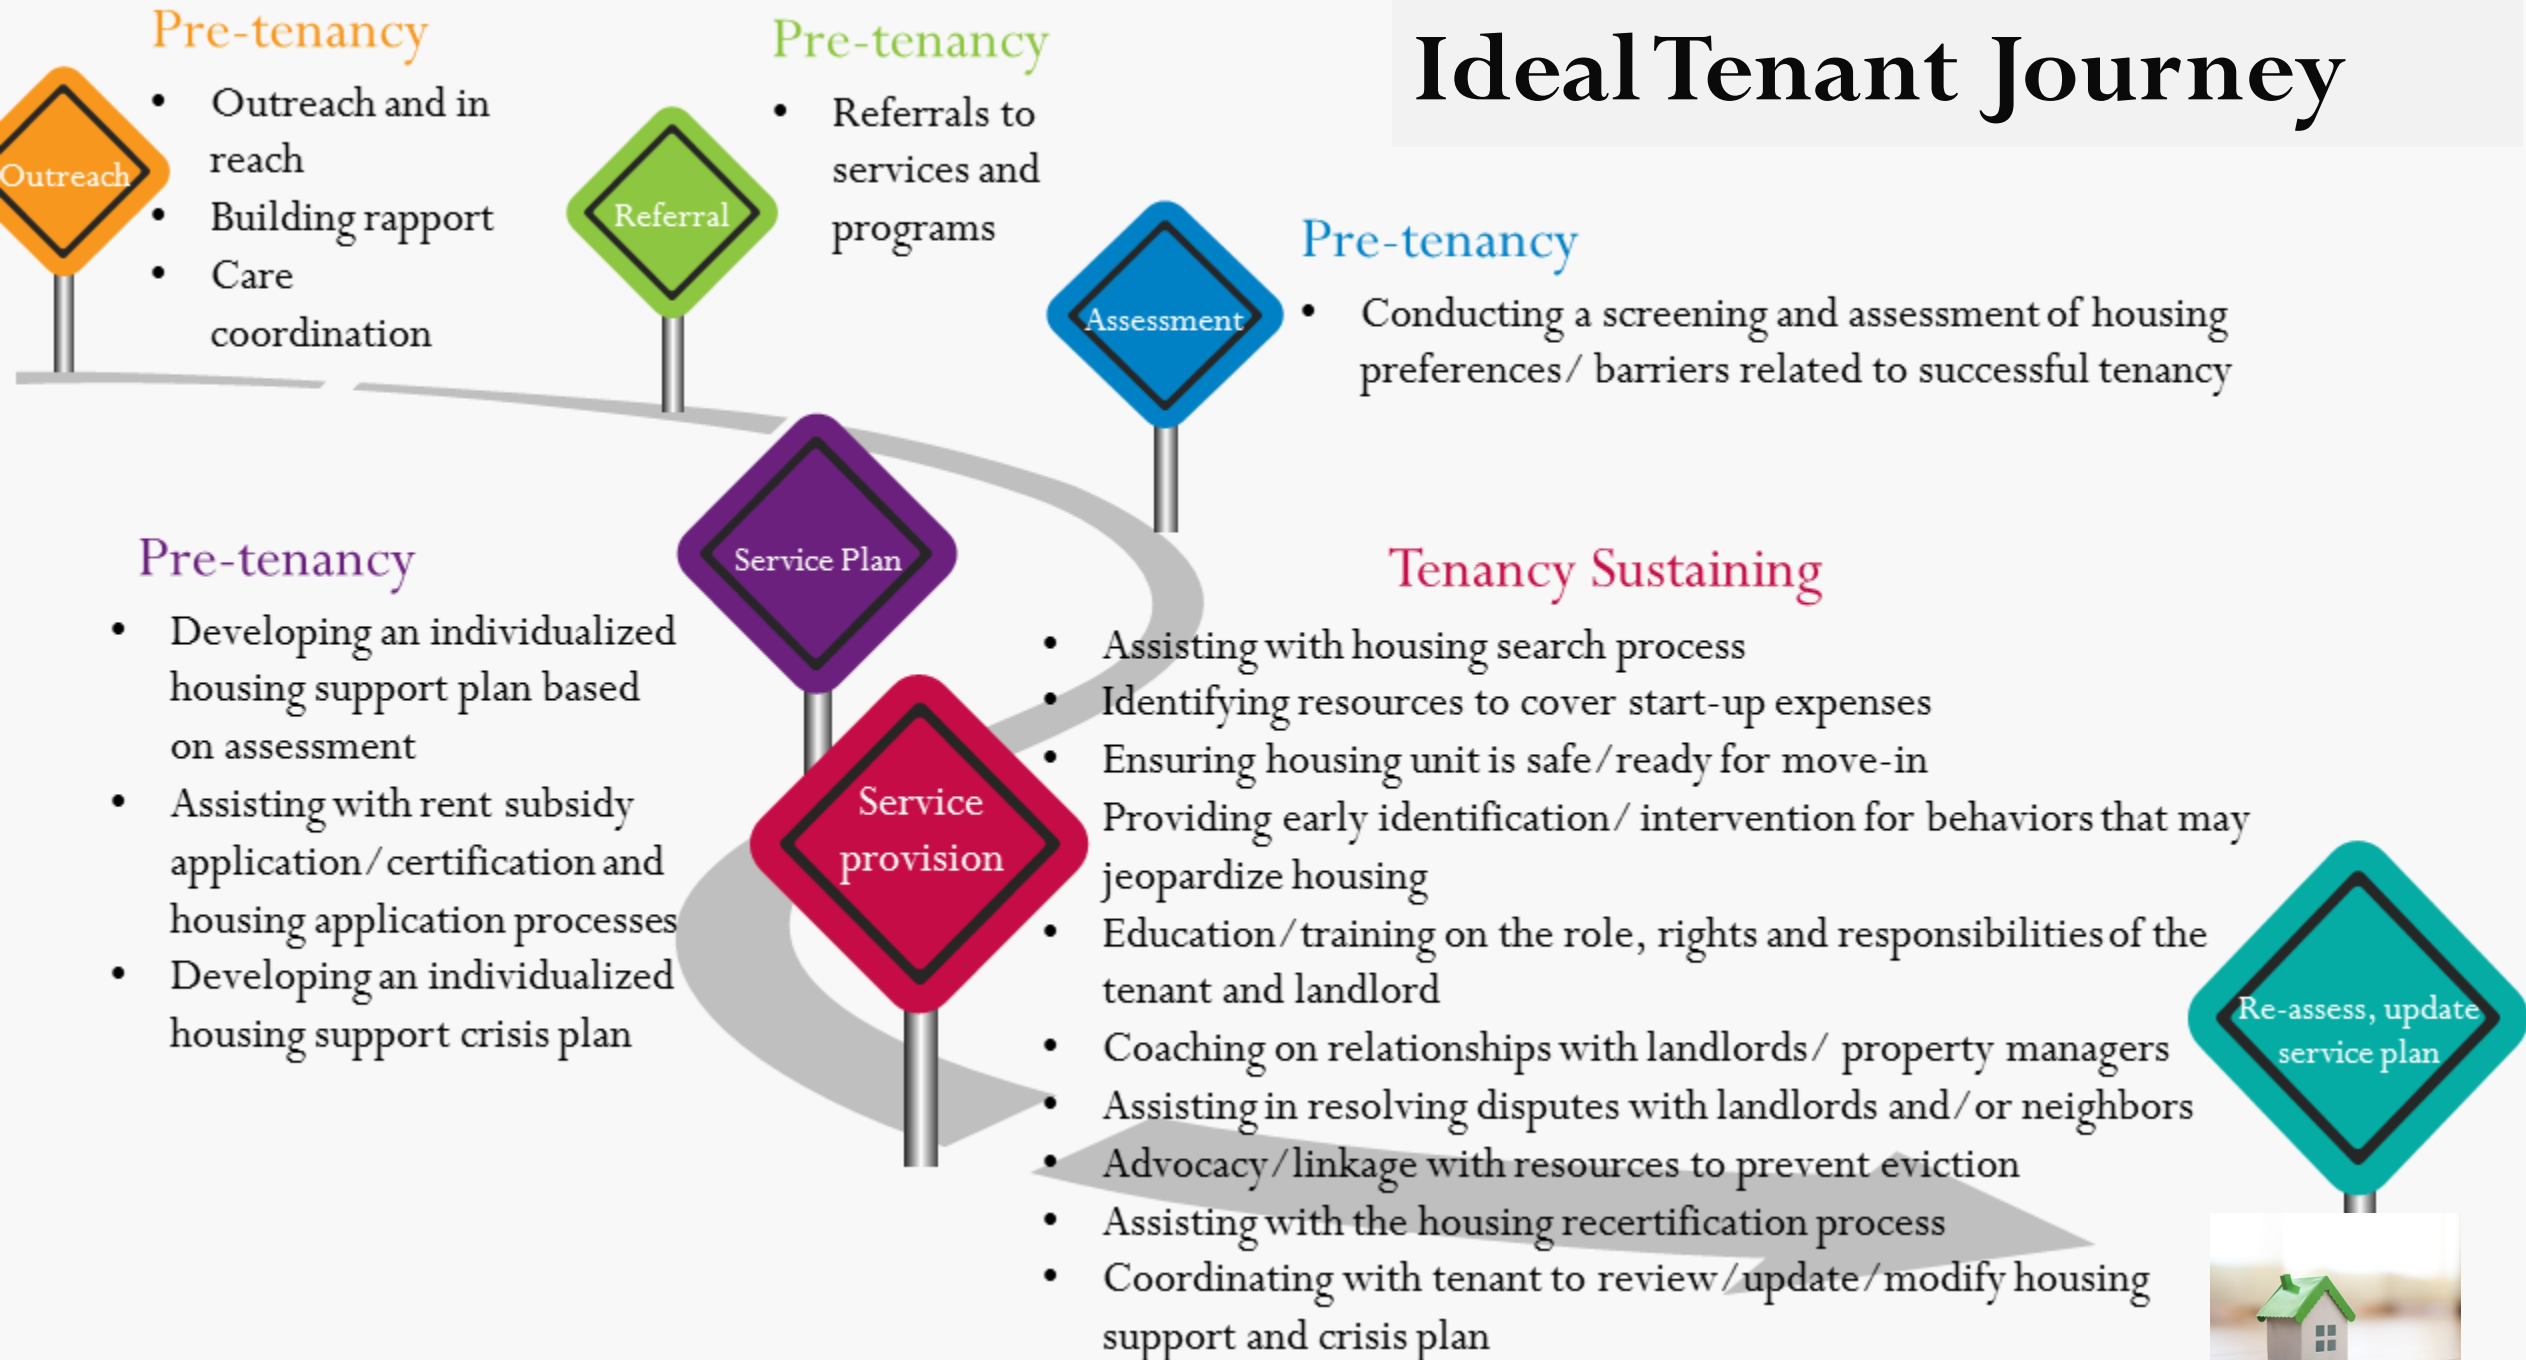 Ideal Tenant Journey
Outreach
Pre-tenancy
• Outreach and in
reach
• Building rapport
• Care
coordination
Referral
Pre-tenancy
• Referrals to
services and
programs
Assessment
Pre-tenancy
• Conducting a screening and assessment of housing
preferences/ barriers related to successful tenancy
Service Plan
Pre-tenancy
• Developing an individualized
housing support plan based
on assessment
• Assisting with rent subsidy
application/certification and
housing application processes
• Developing an individualized
housing support crisis plan
Service
provision
Tenancy Sustaining
• Assisting with housing search process
• Identifying resources to cover start-up expenses
• Ensuring housing unit is safe/ready for move-in
Providing early identification/ intervention for behaviors that may
jeopardize housing
• Education/training on the role, rights and responsibilities of the
tenant and landlord
• Coaching on relationships with landlords/ property managers
• Assisting in resolving disputes with landlords and/or neighbors
• Advocacy/linkage with resources to prevent eviction
• Assisting with the housing recertification process
• Coordinating with tenant to review/update/modify housing
support and crisis plan
Re-assess, update
service plan